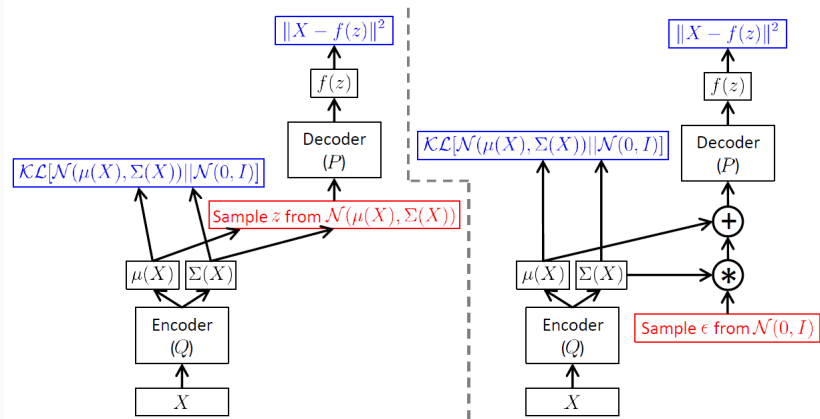 ‖X − f(z)‖²
f(z)
Decoder
(P)
𝒦ℒ[𝒩(μ(X), Σ(X))||𝒩(0, I)]
Sample z from 𝒩(μ(X), Σ(X))
μ(X)
Σ(X)
Encoder
(Q)
X
‖X − f(z)‖²
f(z)
Decoder
(P)
𝒦ℒ[𝒩(μ(X), Σ(X))||𝒩(0, I)]
+
μ(X)
Σ(X)
*
Encoder
(Q)
Sample ϵ from 𝒩(0, I)
X